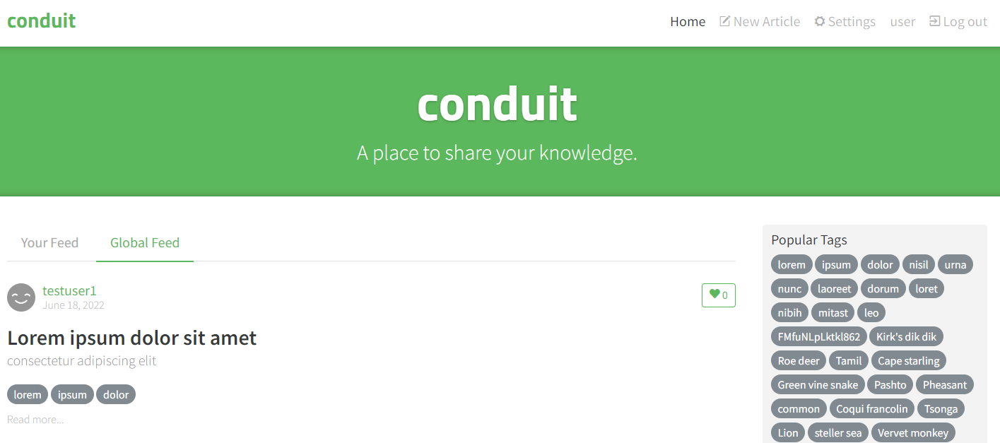 conduit
Home New Article Settings user Log out
conduit
A place to share your knowledge.
Your Feed Global Feed
testuser1
June 18, 2022
0
Lorem ipsum dolor sit amet
consectetur adipiscing elit
lorem ipsum dolor
Read more...
Popular Tags
lorem ipsum dolor nisil urna
nunc laoreet dorum loret
nibih mitast leo
FMfuNLpLktkl862 Kirk's dik dik
Roe deer Tamil Cape starling
Green vine snake Pashto Pheasant
common Coqui francolin Tsonga
Lion steller sea Vervet monkey